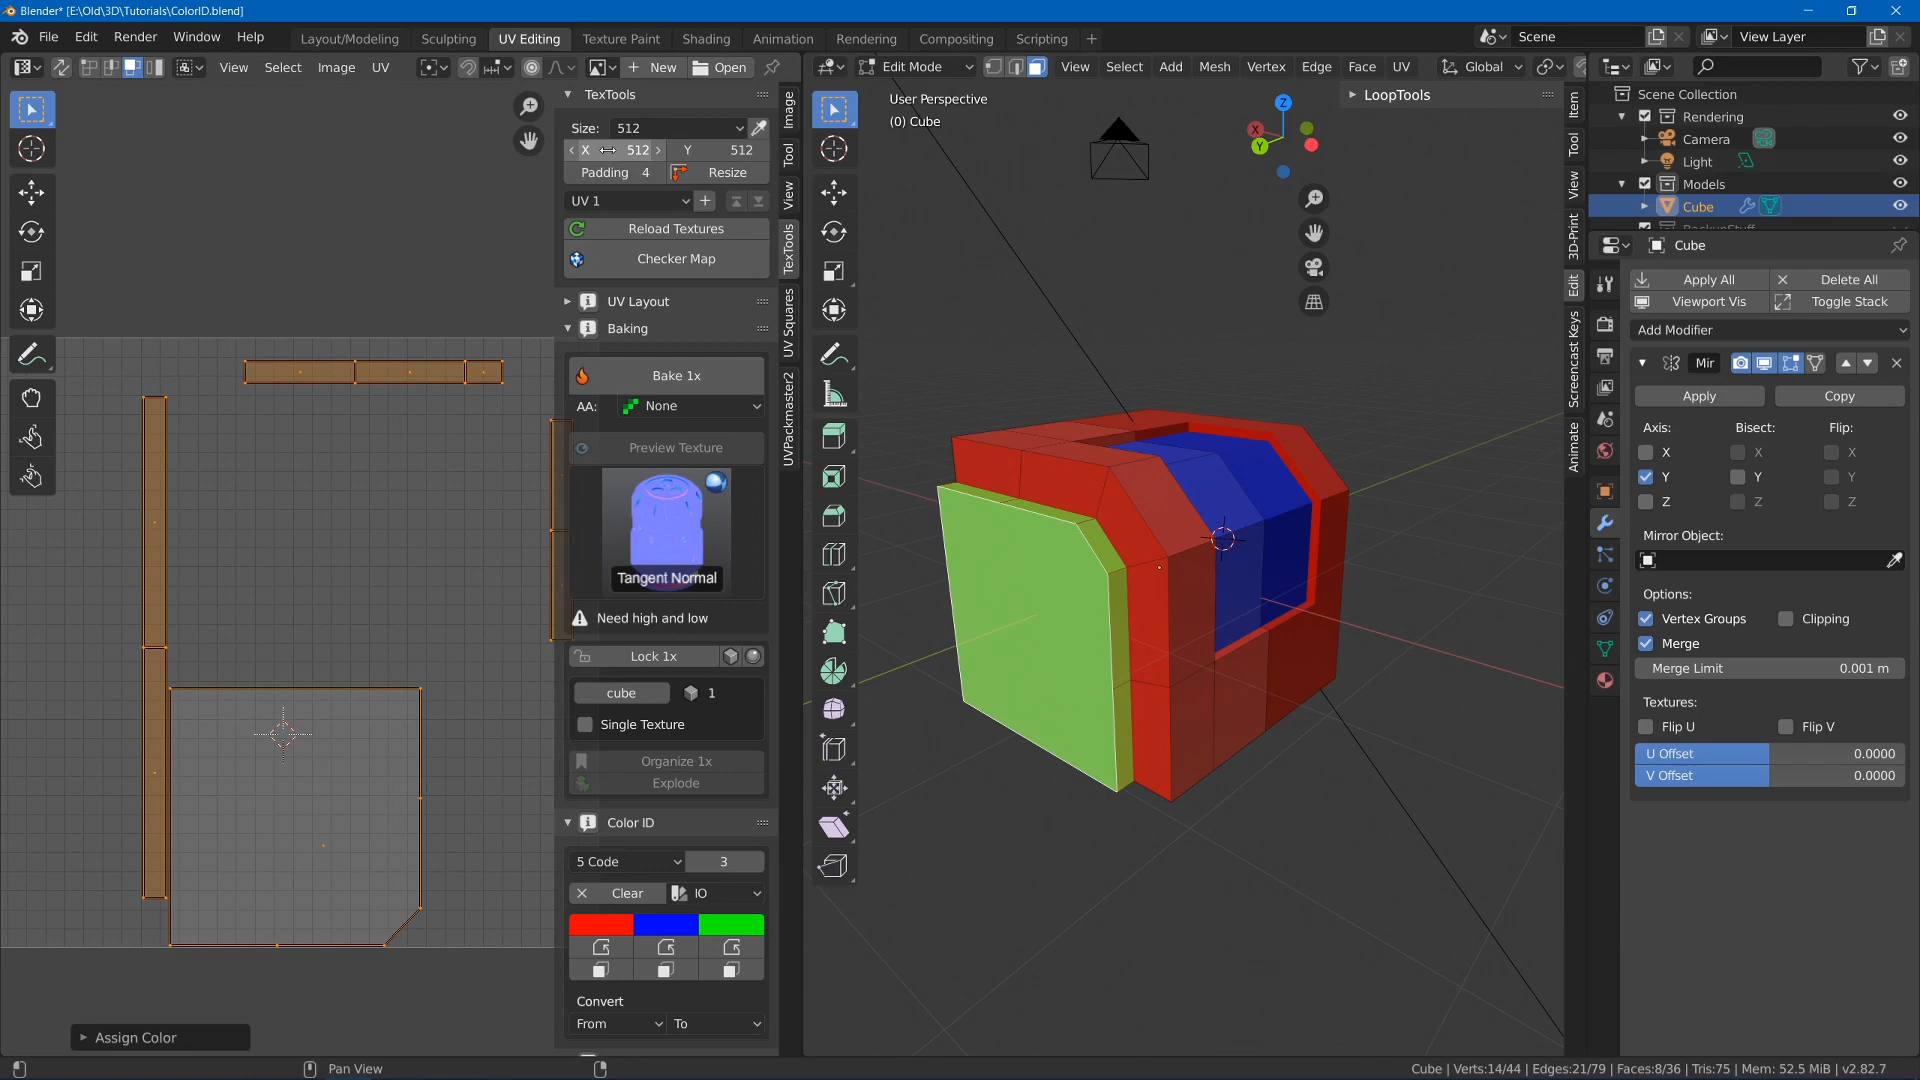 Blender* [E:\Old\3D\Tutorials\ColorID.blend]
File Edit Render Window Help Layout/Modeling Sculpting UV Editing Texture Paint Shading Animation Rendering Compositing Scripting + Scene View Layer
View Select Image UV New Open Edit Mode View Select Add Mesh Vertex Edge Face UV Global
TexTools
Size: 512
X 512 Y 512
Padding 4 Resize
UV 1
Reload Textures
Checker Map
UV Layout
Baking
Bake 1x
AA: None
Preview Texture
Tangent Normal
Need high and low
Lock 1x
cube 1
Single Texture
Organize 1x
Explode
Color ID
5 Code 3
Clear IO
Convert
From To
Assign Color
Image
Tool
View
TexTools
UV Squares
UVPackmaster2
User Perspective
(0) Cube
LoopTools
Z
X
Y
Item
Tool
View
3D-Print
Edit
Screencast Keys
Animate
Scene Collection
Rendering
Camera
Light
Models
Cube
BackupStuff
Cube
Apply All Delete All
Viewport Vis Toggle Stack
Add Modifier
Mir
Apply Copy
Axis: Bisect: Flip:
X X X
Y Y Y
Z Z Z
Mirror Object:
Options:
Vertex Groups Clipping
Merge
Merge Limit 0.001 m
Textures:
Flip U Flip V
U Offset 0.0000
V Offset 0.0000
Pan View
Cube | Verts:14/44 | Edges:21/79 | Faces:8/36 | Tris:75 | Mem: 52.5 MiB | v2.82.7